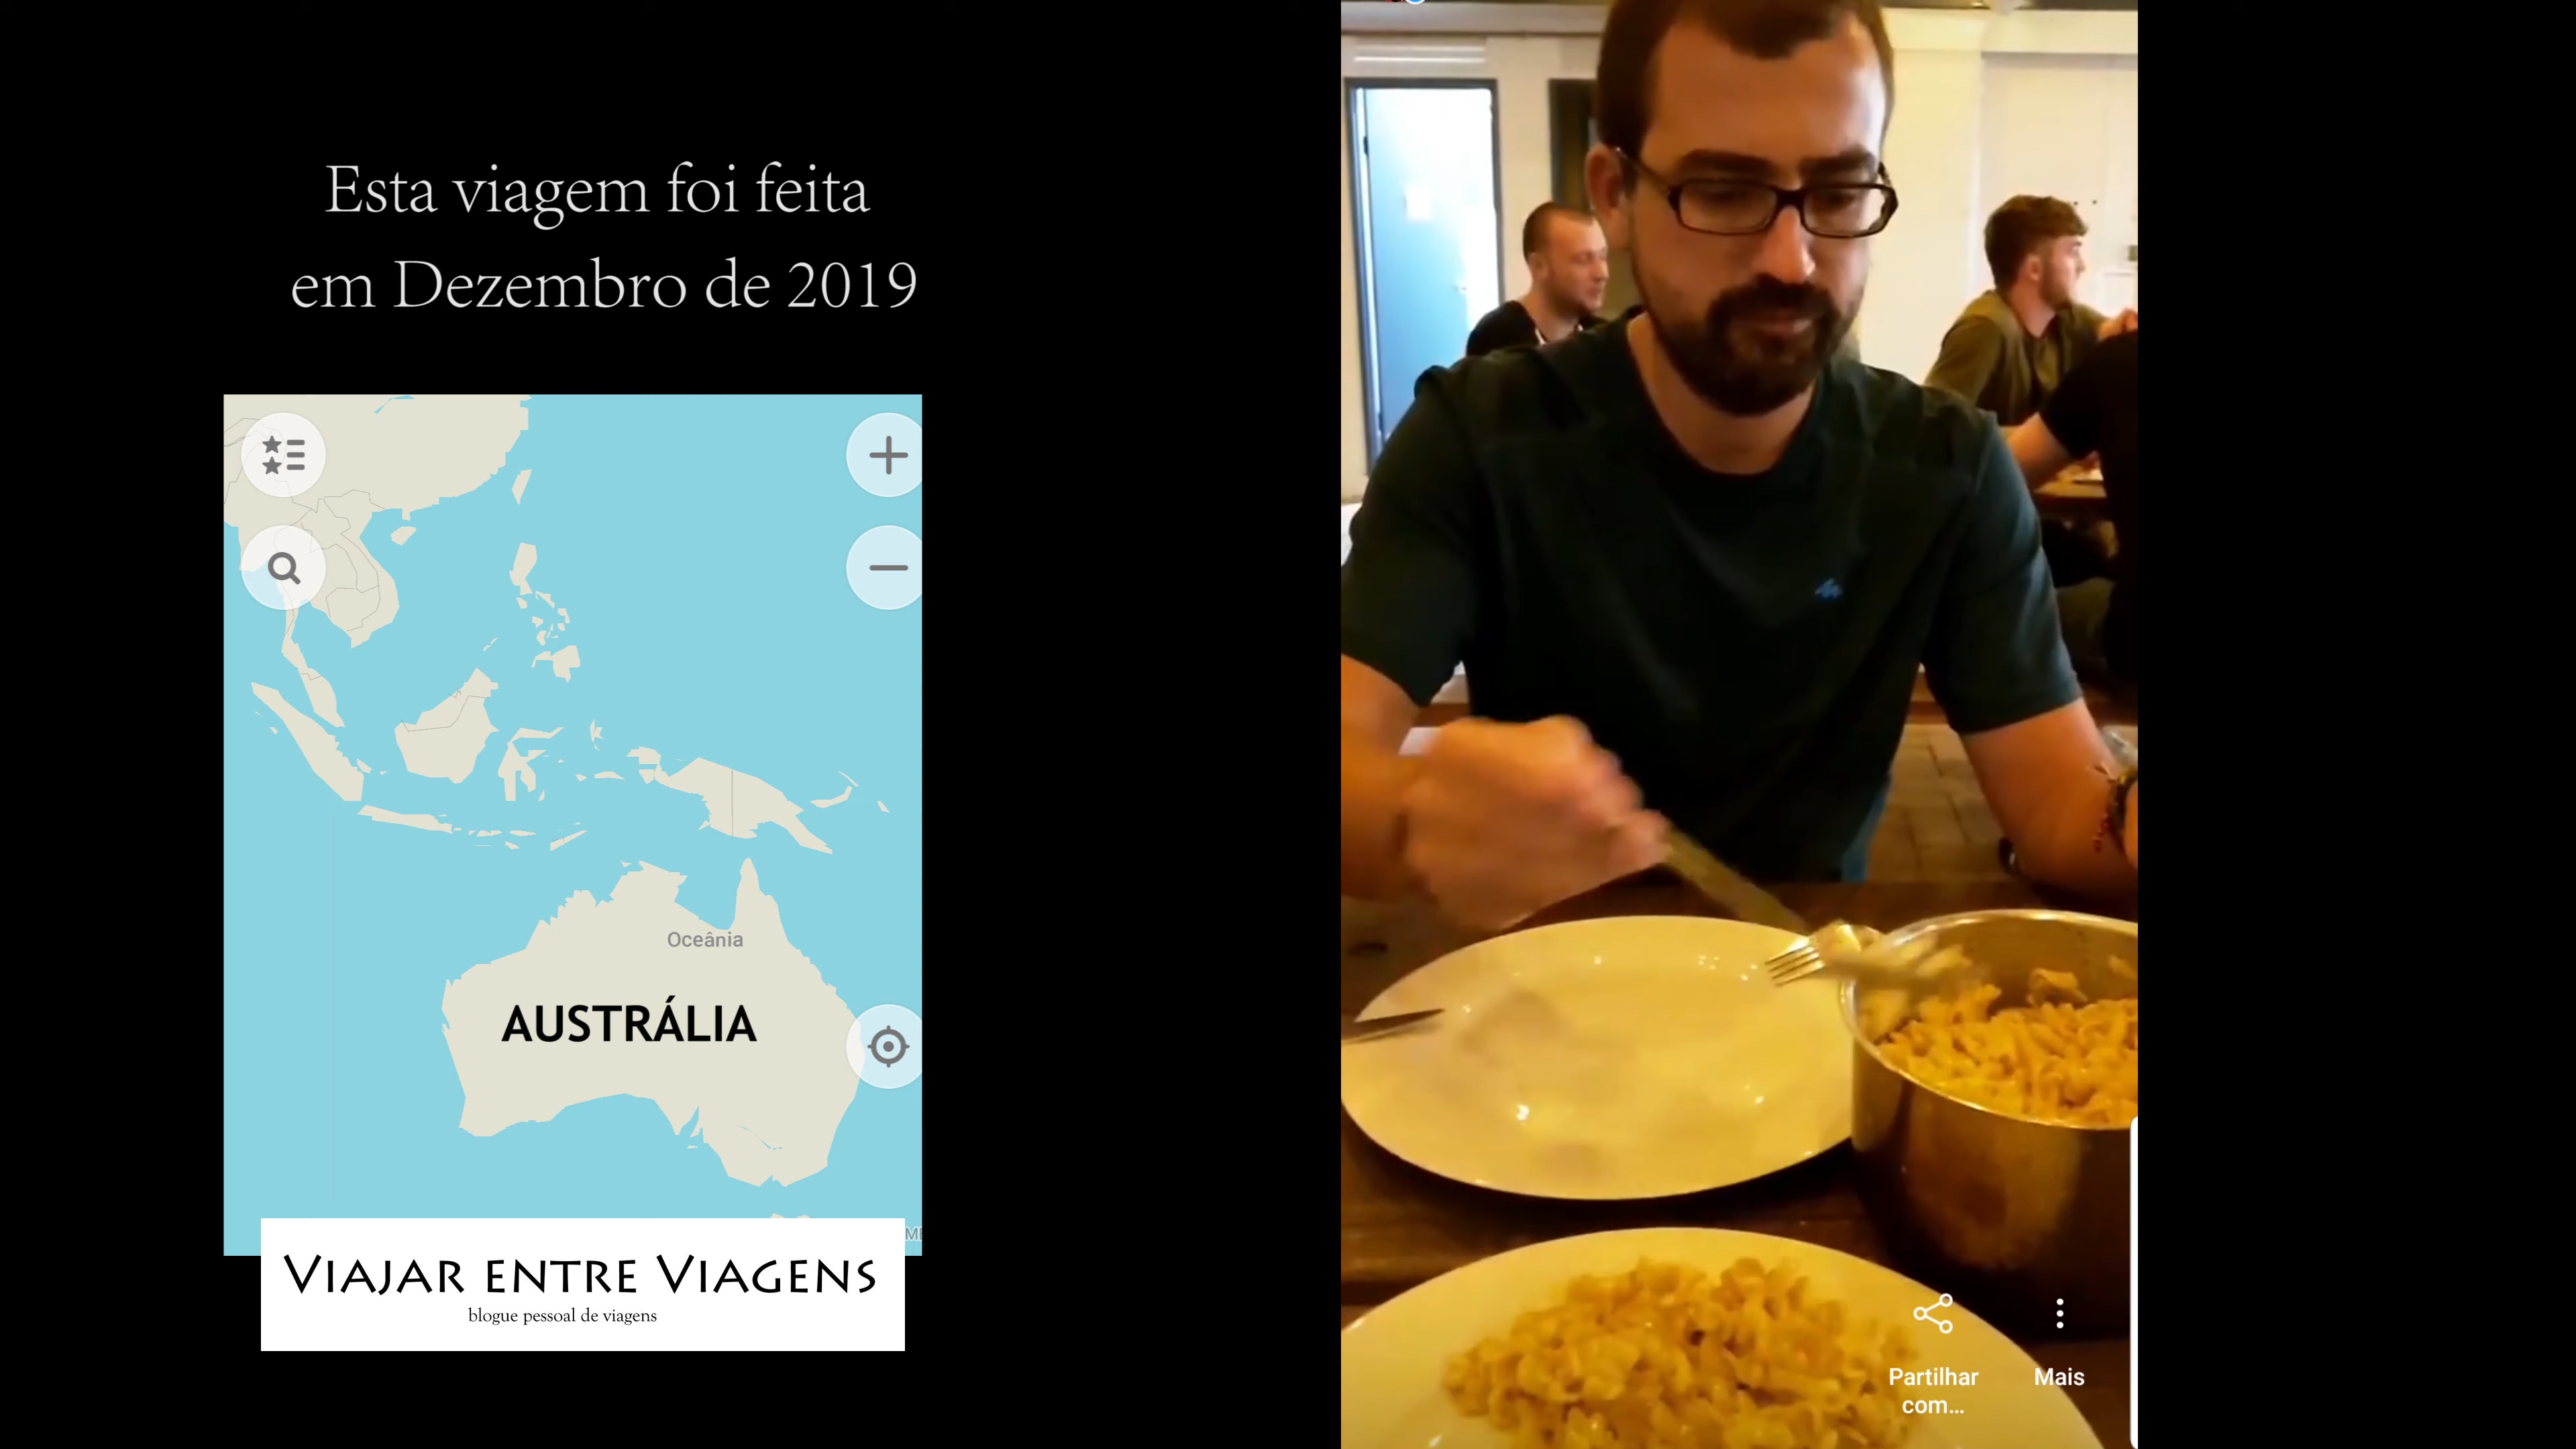 Esta viagem foi feita
em Dezembro de 2019
Oceânia
AUSTRÁLIA
VIAJAR ENTRE VIAGENS
blogue pessoal de viagens
Partilhar
com...
Mais